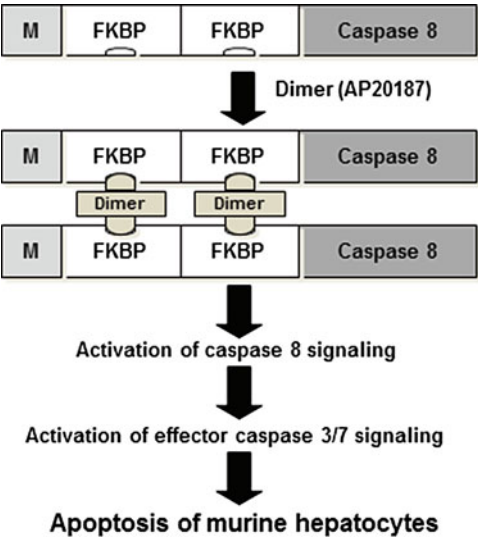 M FKBP FKBP Caspase 8
Dimer (AP20187)
M FKBP FKBP Caspase 8
Dimer Dimer
M FKBP FKBP Caspase 8
Activation of caspase 8 signaling
Activation of effector caspase 3/7 signaling
Apoptosis of murine hepatocytes